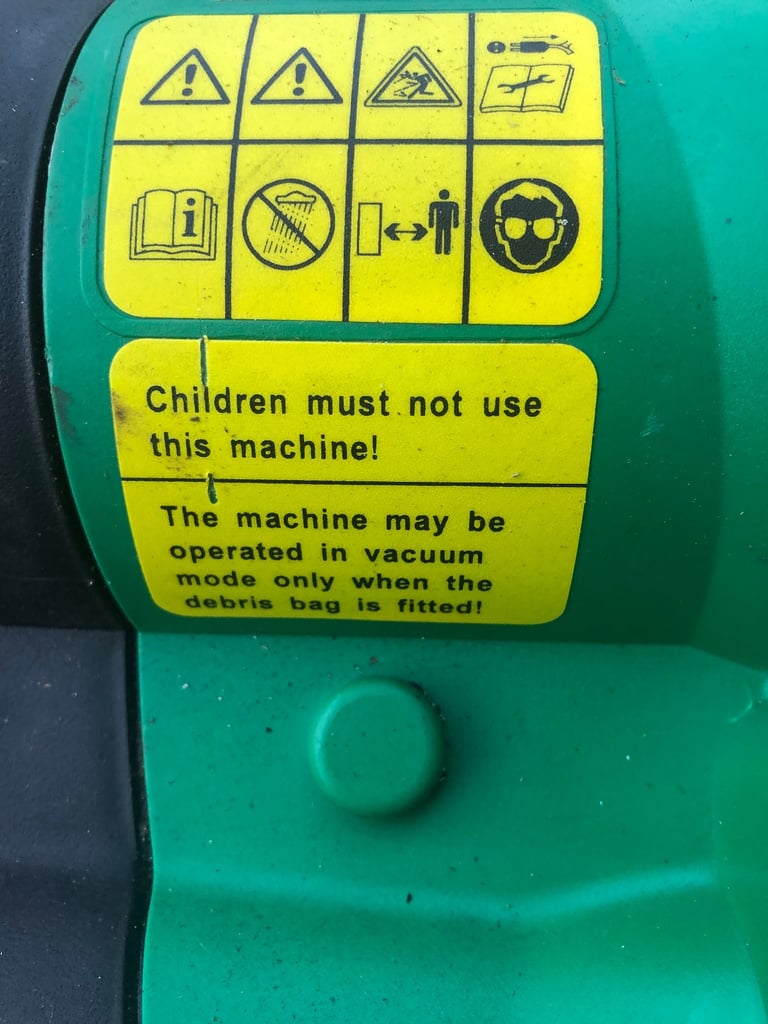 Children must not use
this machine!
The machine may be
operated in vacuum
mode only when the
debris bag is fitted!